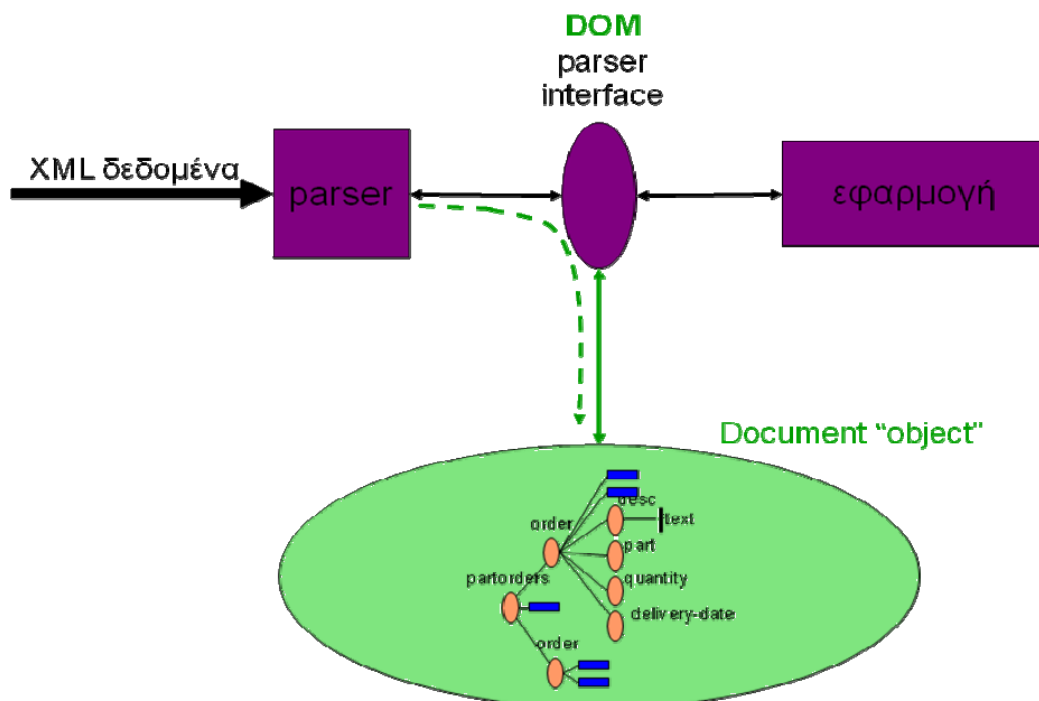 DOM
parser
interface
XML δεδομένα
parser
εφαρμογή
Document “object”
desc
text
order
part
partorders
quantity
delivery-date
order